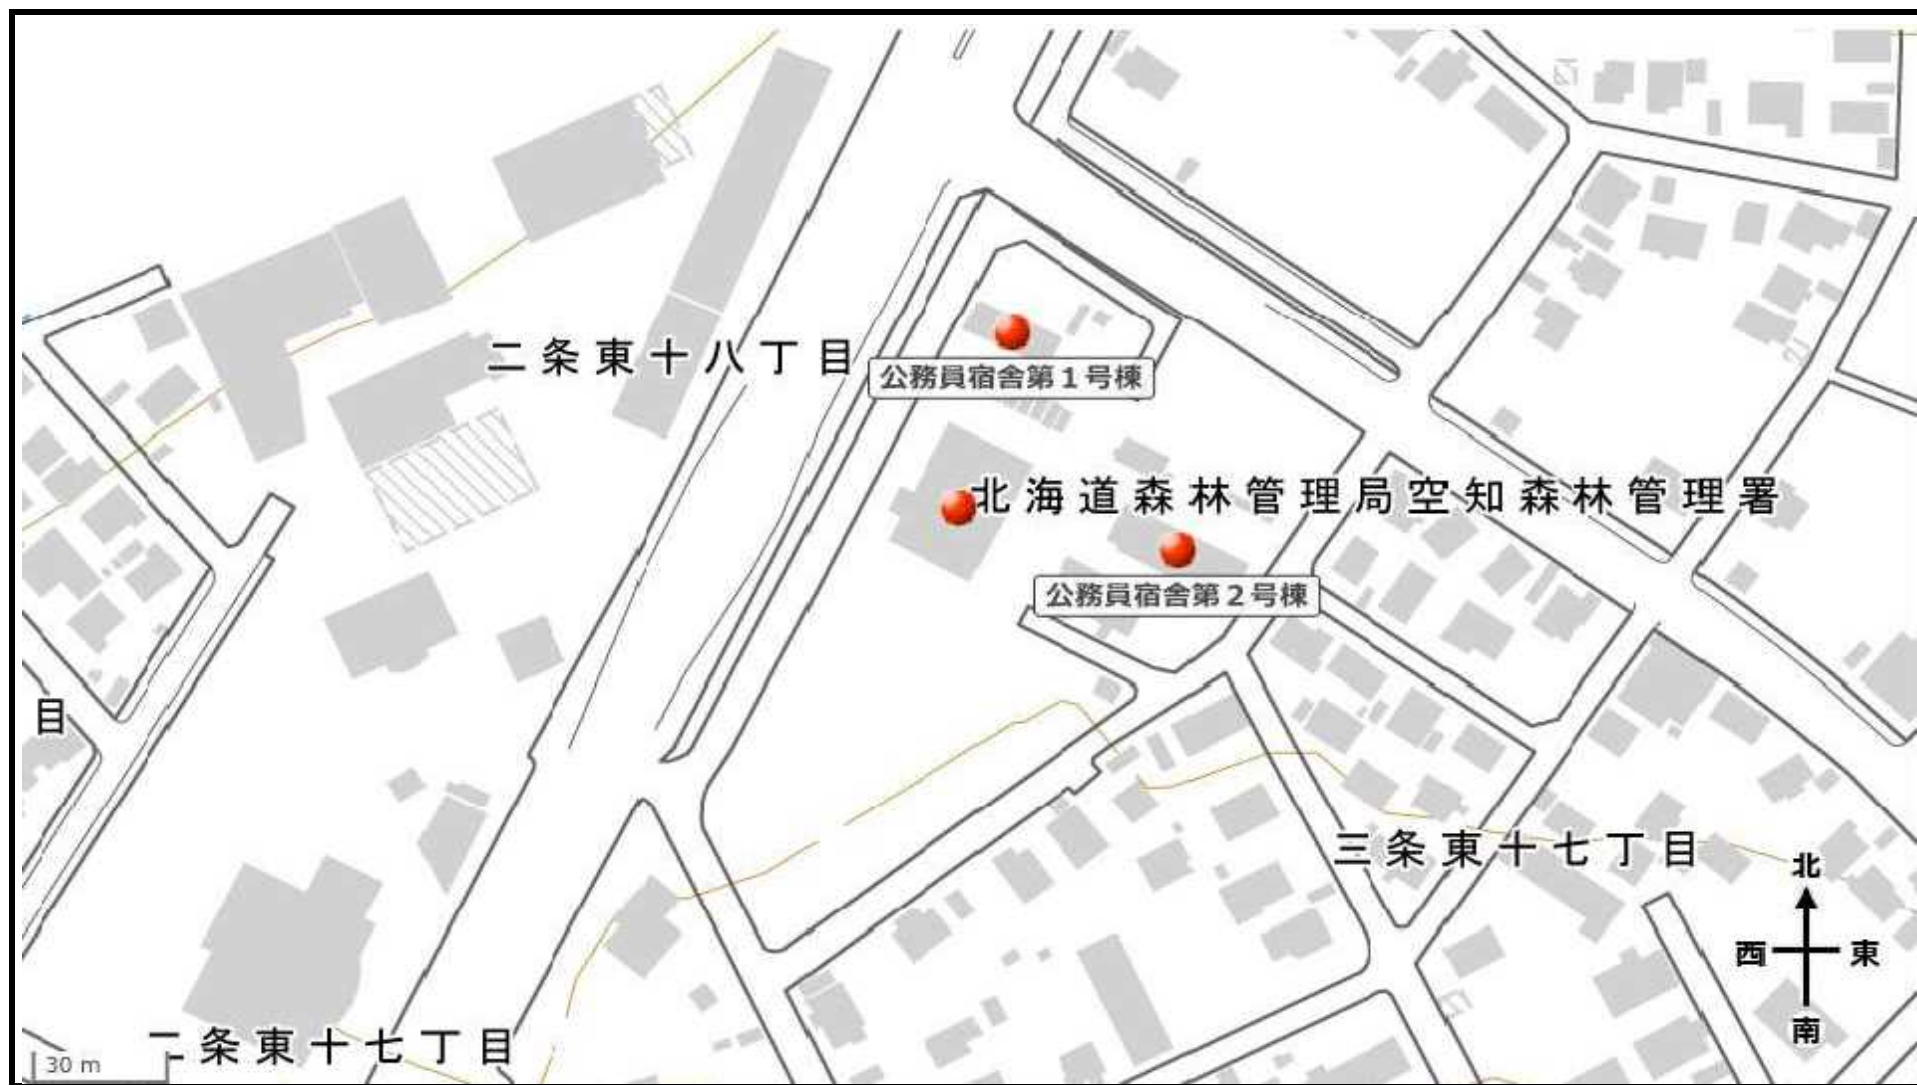 二条東十八丁目
公務員宿舎第１号棟
北海道森林管理局空知森林管理署
公務員宿舎第２号棟
目
三条東十七丁目
北
西
東
南
二条東十七丁目
30 m